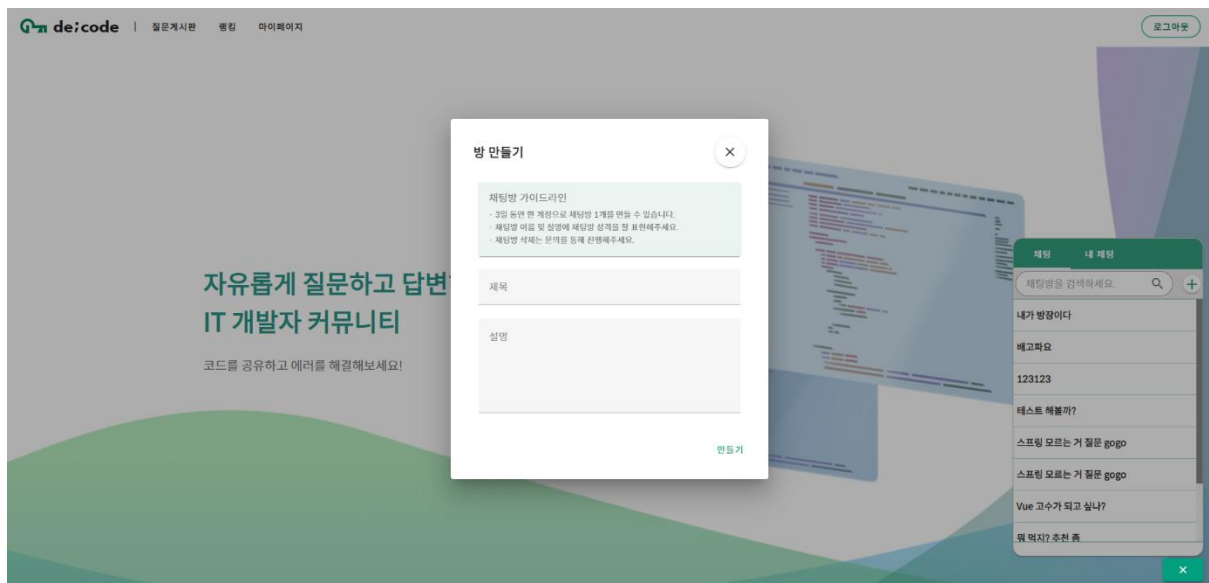 de;code | 질문게시판 랭킹 마이페이지
로그아웃
자유롭게 질문하고 답변
IT 개발자 커뮤니티
코드를 공유하고 에러를 해결해보세요!
방 만들기
채팅방 가이드라인
· 3일 동안 한 계정으로 채팅방 1개를 만들 수 있습니다.
· 채팅방 이름 및 설명에 채팅방 성격을 잘 표현해주세요.
· 채팅방 삭제는 문의를 통해 진행해주세요.
제목
설명
만들기
채팅 내 채팅
채팅방을 검색하세요.
내가 방장이다
배고파요
123123
테스트 해볼까?
스프링 모르는 거 질문 gogo
스프링 모르는 거 질문 gogo
Vue 고수가 되고 싶나?
뭐 먹지? 추천 좀